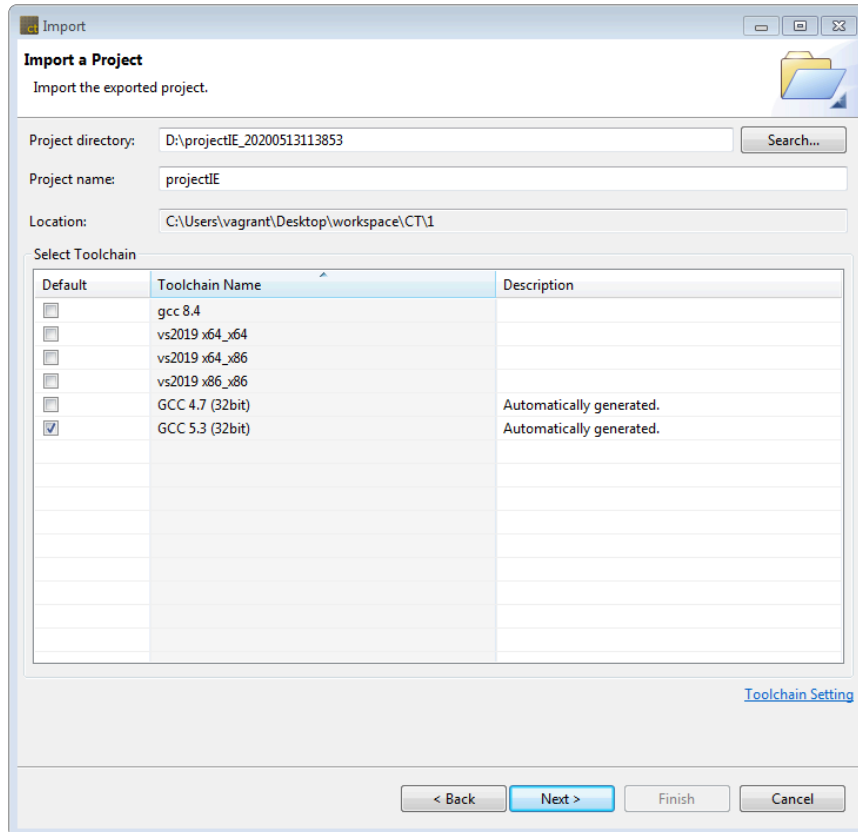 ct Import
Import a Project
Import the exported project.
Project directory: D:\projectIE_20200513113853 Search...
Project name: projectIE
Location: C:\Users\vagrant\Desktop\workspace\CT\1
Select Toolchain
Default Toolchain Name Description
gcc 8.4
vs2019 x64_x64
vs2019 x64_x86
vs2019 x86_x86
GCC 4.7 (32bit) Automatically generated.
GCC 5.3 (32bit) Automatically generated.
Toolchain Setting
< Back Next > Finish Cancel